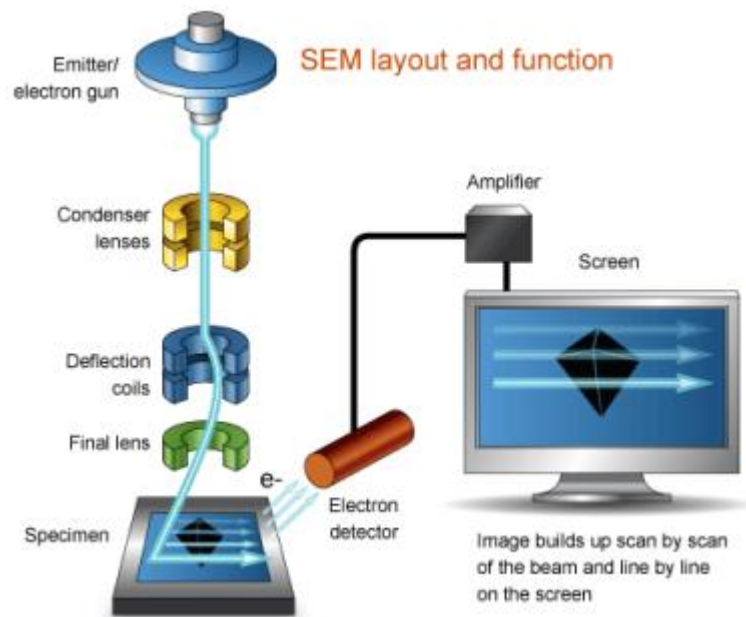 SEM layout and function
Emitter/
electron gun
Condenser
lenses
Deflection
coils
Final lens
Specimen
e-
Electron
detector
Amplifier
Screen
Image builds up scan by scan
of the beam and line by line
on the screen